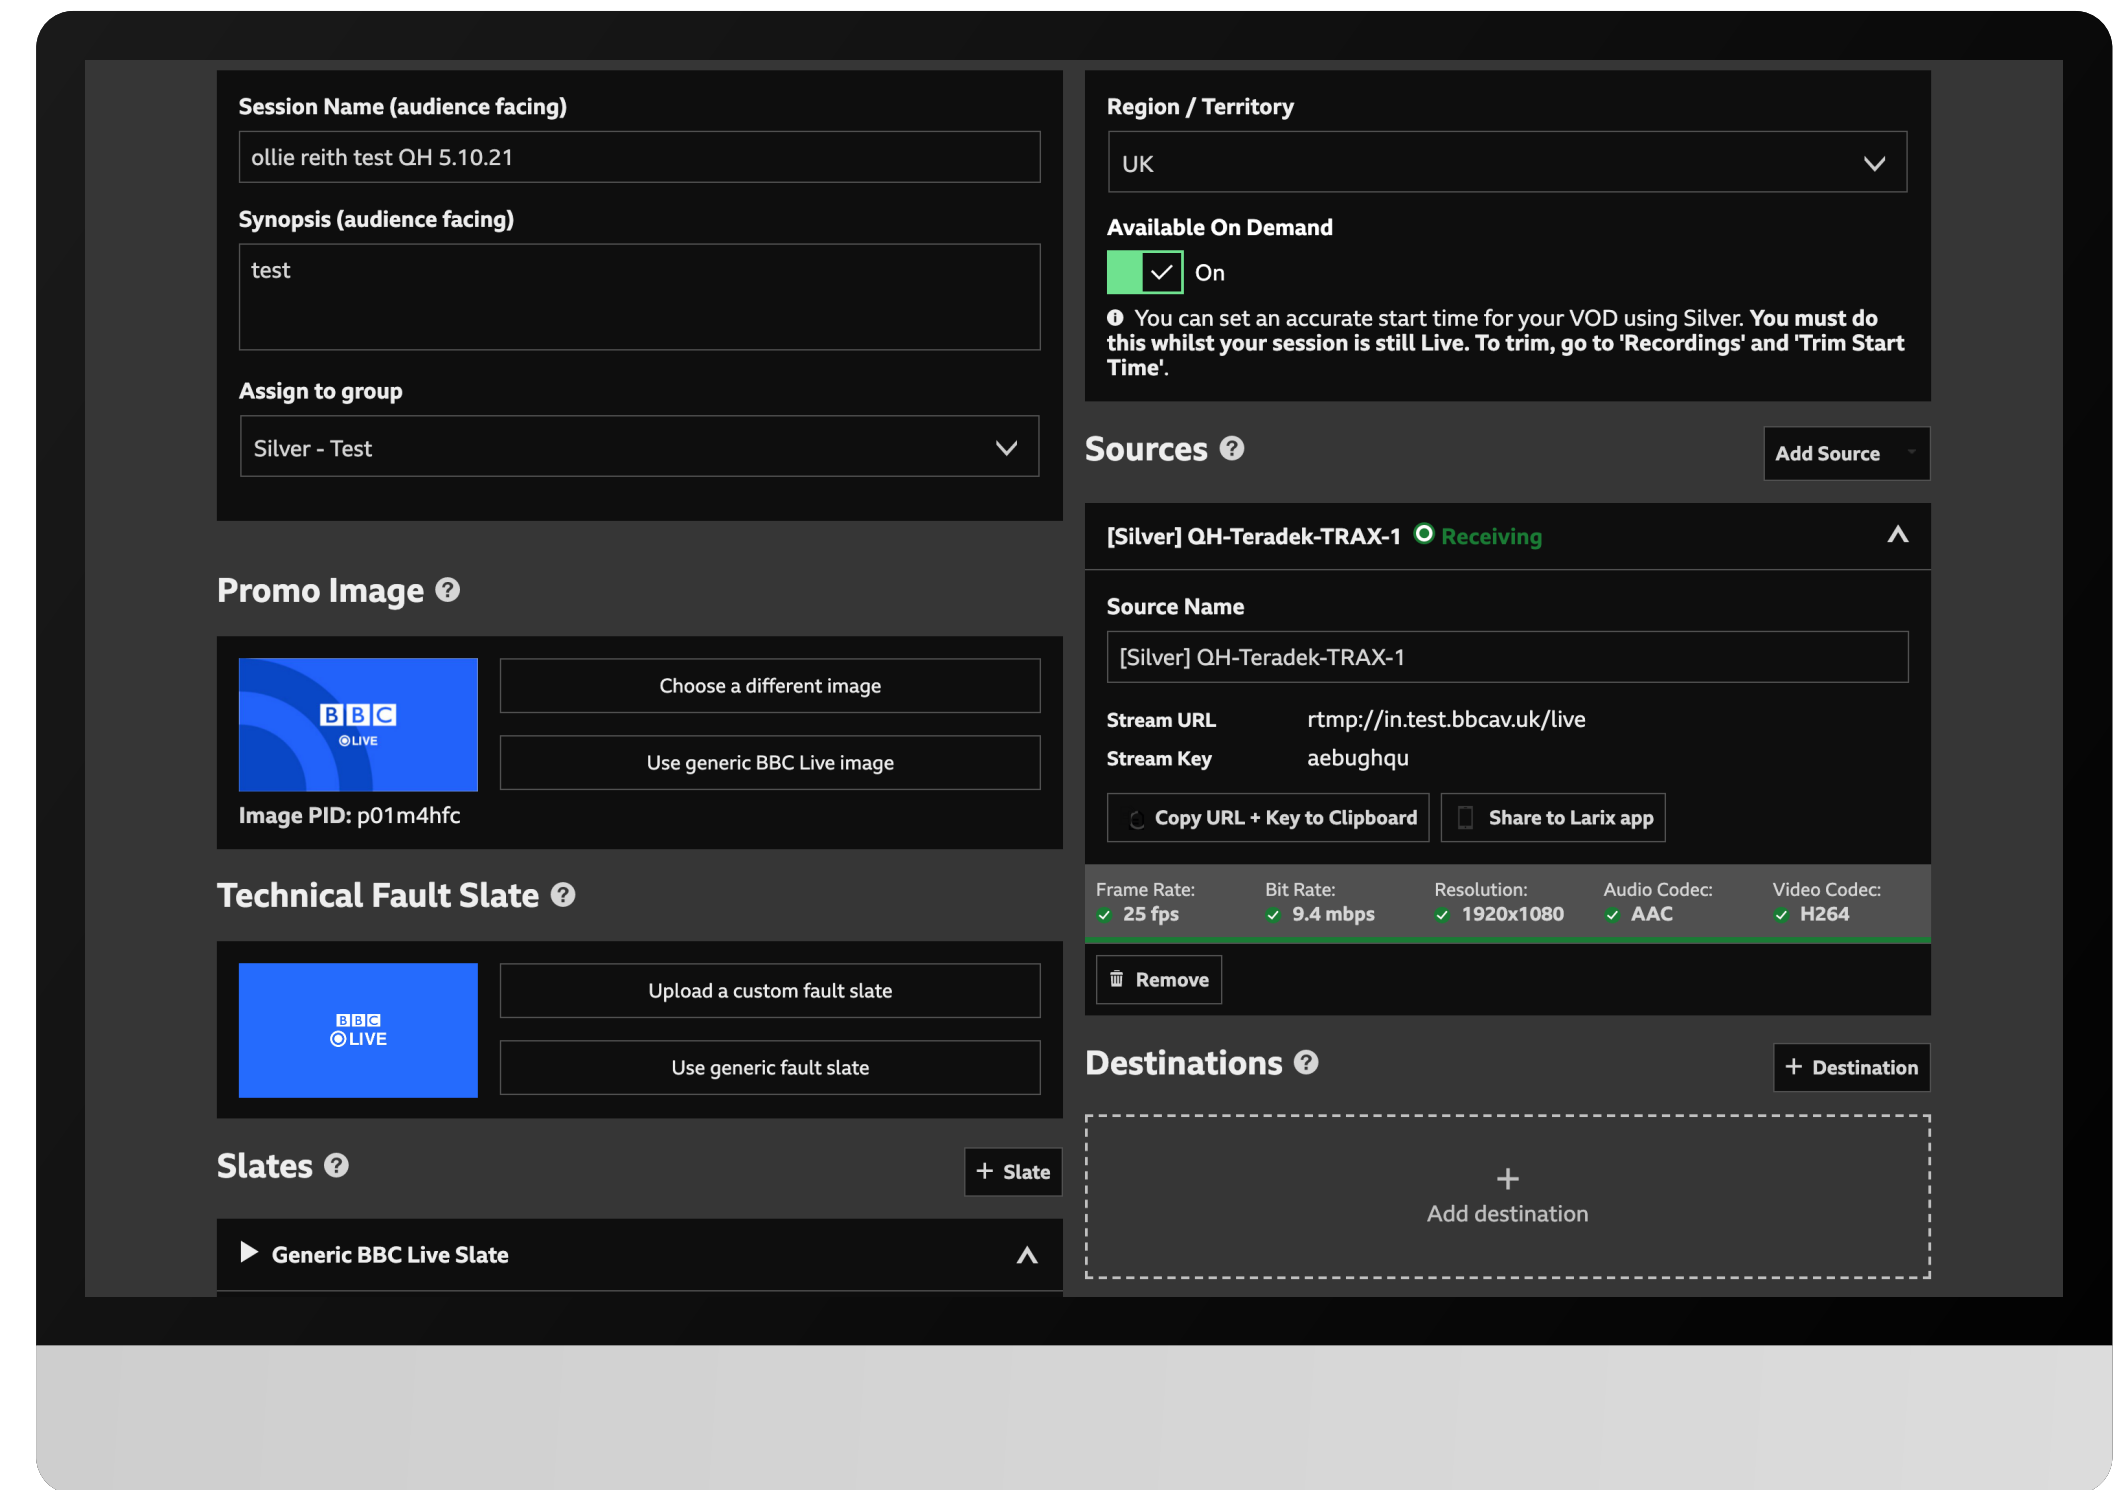 Session Name (audience facing)
ollie reith test QH 5.10.21
Synopsis (audience facing)
test
Assign to group
Silver - Test
Promo Image ?
BBC
LIVE
Choose a different image
Use generic BBC Live image
Image PID: p01m4hfc
Technical Fault Slate ?
BBC
LIVE
Upload a custom fault slate
Use generic fault slate
Slates ?
+ Slate
Generic BBC Live Slate
Region / Territory
UK
Available On Demand
On
You can set an accurate start time for your VOD using Silver. You must do
this whilst your session is still Live. To trim, go to 'Recordings' and 'Trim Start
Time'.
Sources ?
Add Source
[Silver] QH-Teradek-TRAX-1 Receiving
Source Name
[Silver] QH-Teradek-TRAX-1
Stream URL rtmp://in.test.bbcav.uk/live
Stream Key aebughqu
Copy URL + Key to Clipboard
Share to Larix app
Frame Rate: Bit Rate: Resolution: Audio Codec: Video Codec:
25 fps 9.4 mbps 1920x1080 AAC H264
Remove
Destinations ?
+ Destination
+
Add destination